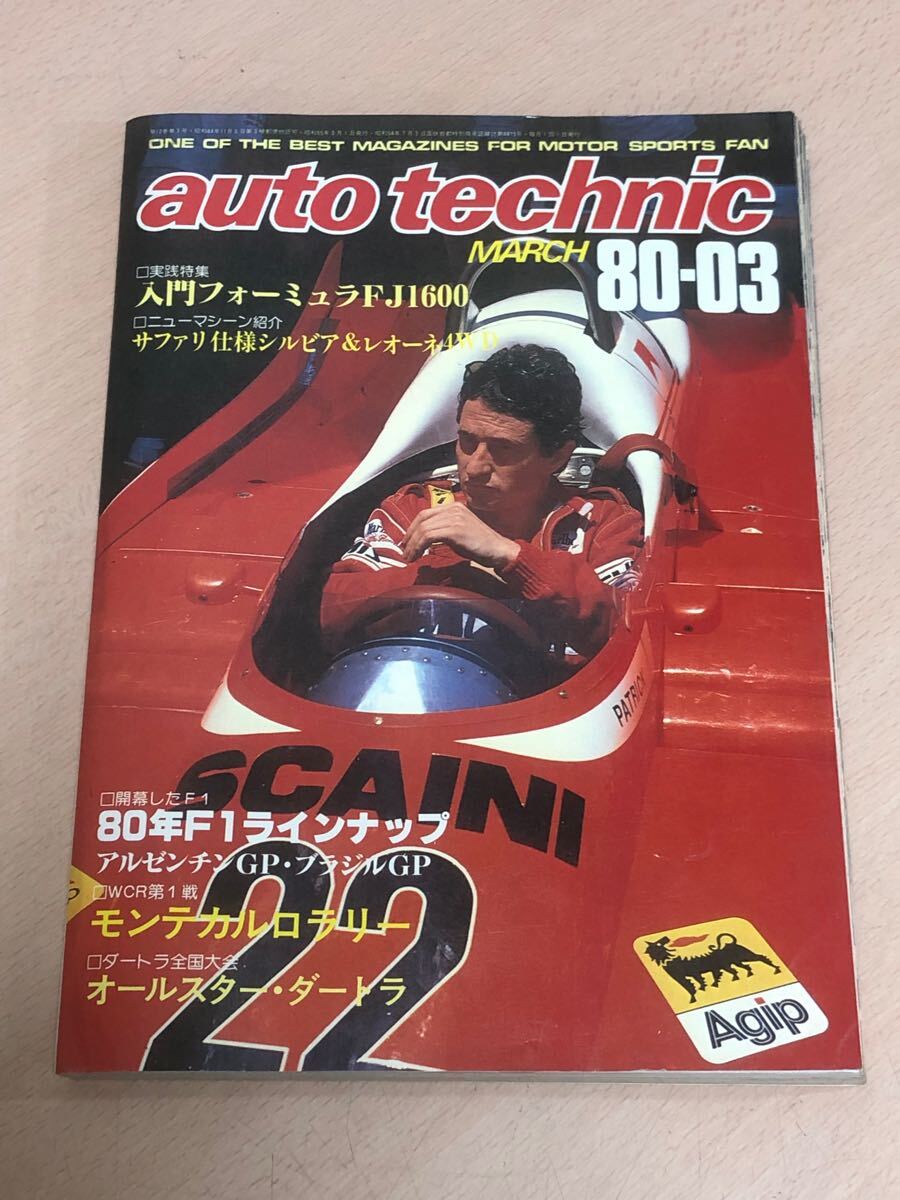 ONE OF THE BEST MAGAZINES FOR MOTOR SPORTS FAN
auto technic
MARCH 80-03
□実践特集
入門フォーミュラFJ1600
□ニューマシーン紹介
サファリ仕様シルビア&レオーネ4WD
PATRICK
SCAINI
□開幕したF1
80年F1ラインナップ
アルゼンチンGP・ブラジルGP
□WCR第1戦
モンテカルロラリー
□ダートラ全国大会
オールスター・ダートラ
22
Agip